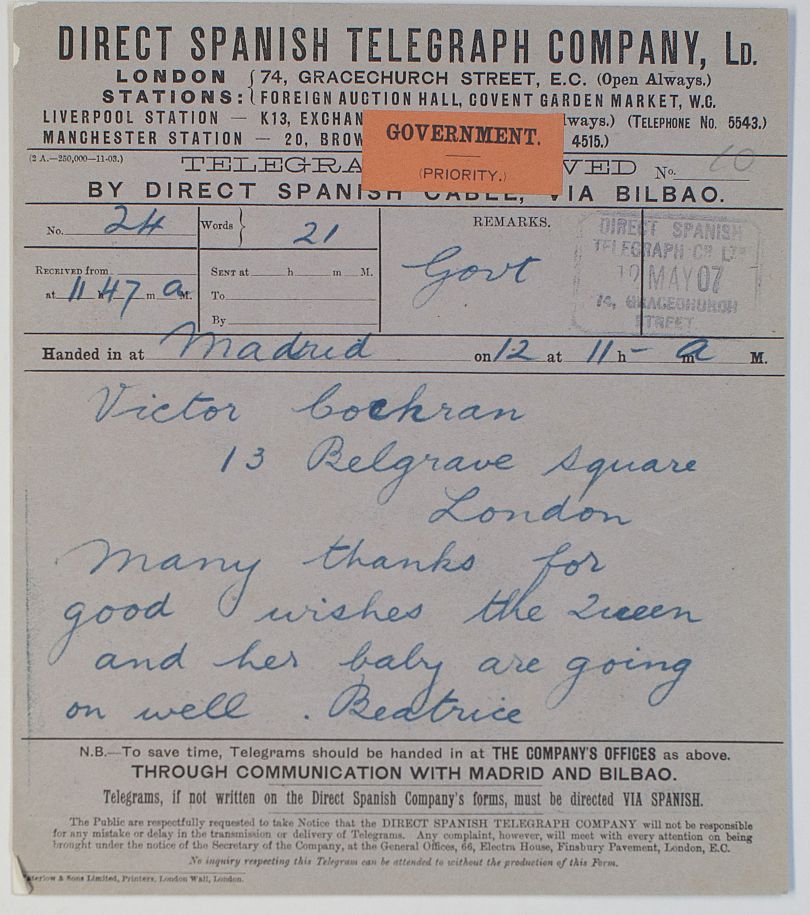 DIRECT SPANISH TELEGRAPH COMPANY, LD.
LONDON STATIONS: { 74, GRACECHURCH STREET, E.C. (Open Always.)
FOREIGN AUCTION HALL, COVENT GARDEN MARKET, W.C.
LIVERPOOL STATION — K13, EXCHAN lways.) (TELEPHONE No. 5543.)
MANCHESTER STATION — 20, BROW 4515.)
GOVERNMENT.
(PRIORITY.)
(2 A.—250,000—11-03.) TELEGRA VED No. 60
BY DIRECT SPANISH CABLE, VIA BILBAO.
No. 24 Words } 21 REMARKS.
Govt
DIRECT SPANISH
TELEGRAPH Co LTD
12 MAY 07
74, GRACECHURCH
STREET
RECEIVED from
at 11 h 47 m a M.
SENT at h m M.
To
By
Handed in at Madrid on 12 at 11 h - m a M.
Victor Cochran
13 Belgrave square
London
Many thanks for
good wishes the Queen
and her baby are going
on well . Beatrice
N.B.—To save time, Telegrams should be handed in at THE COMPANY'S OFFICES as above.
THROUGH COMMUNICATION WITH MADRID AND BILBAO.
Telegrams, if not written on the Direct Spanish Company's forms, must be directed VIA SPANISH.
The Public are respectfully requested to take Notice that the DIRECT SPANISH TELEGRAPH COMPANY will not be responsible
for any mistake or delay in the transmission or delivery of Telegrams. Any complaint, however, will meet with every attention on being
brought under the notice of the Secretary of the Company, at the General Offices, 66, Electra House, Finsbury Pavement, London, E.C.
No inquiry respecting this Telegram can be attended to without the production of this Form.
aterlow & Sons Limited, Printers, London Wall, London.